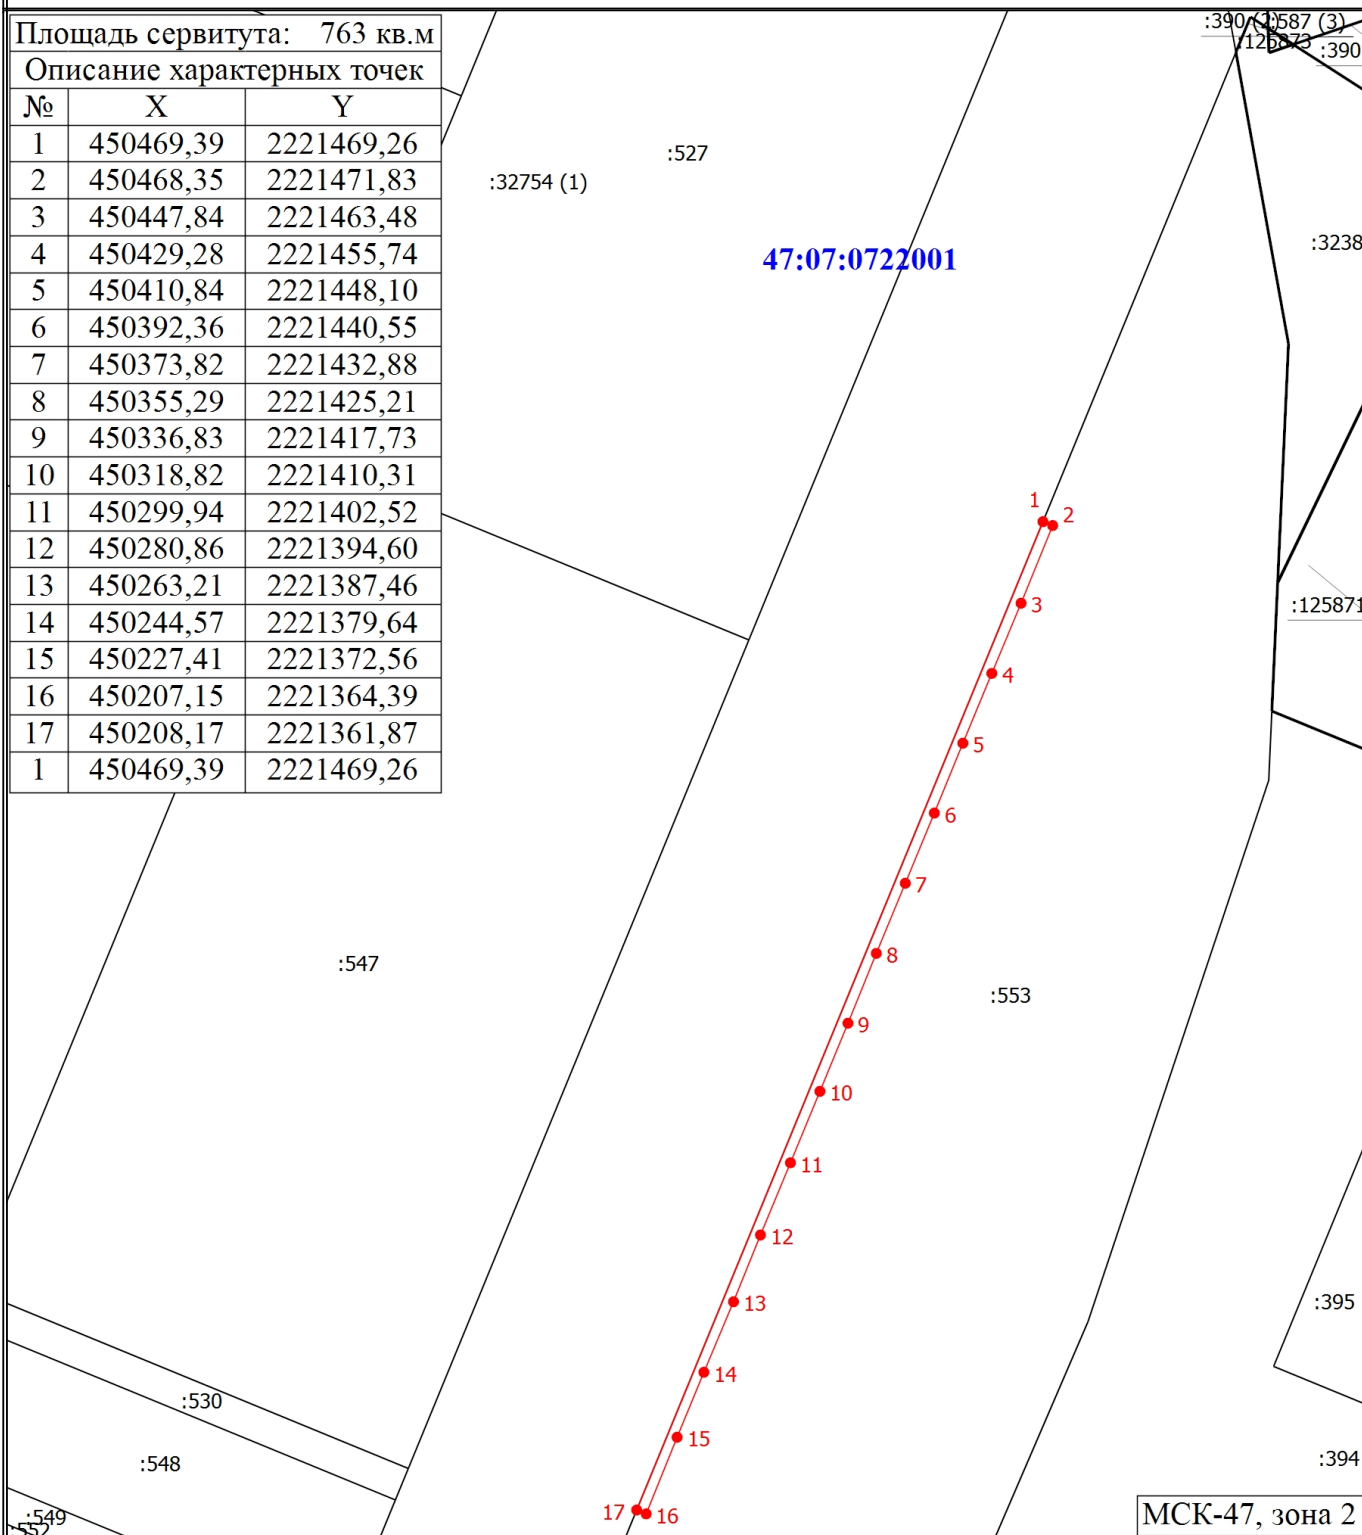 Площадь сервитута: 763 кв.м
Описание характерных точек
№ X Y
1 450469,39 2221469,26
2 450468,35 2221471,83
3 450447,84 2221463,48
4 450429,28 2221455,74
5 450410,84 2221448,10
6 450392,36 2221440,55
7 450373,82 2221432,88
8 450355,29 2221425,21
9 450336,83 2221417,73
10 450318,82 2221410,31
11 450299,94 2221402,52
12 450280,86 2221394,60
13 450263,21 2221387,46
14 450244,57 2221379,64
15 450227,41 2221372,56
16 450207,15 2221364,39
17 450208,17 2221361,87
1 450469,39 2221469,26
:587 (3)
:125873
:390
:527
:32754 (1)
:3238
47:07:0722001
1
2
3
:125871
4
5
6
7
8
:547
:553
9
10
11
12
13
:395
14
:530
15
:548
:394
17
16
:549
:552
МСК-47, зона 2